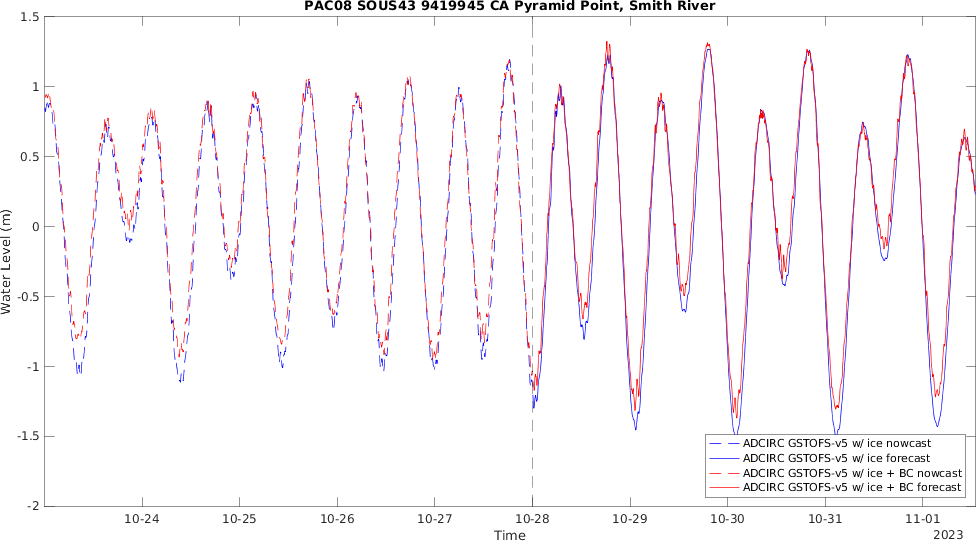 PAC08 SOUS43 9419945 CA Pyramid Point, Smith River
1.5
1
0.5
0
-0.5
-1
-1.5
-2
Water Level (m)
ADCIRC GSTOFS-v5 w/ ice nowcast
ADCIRC GSTOFS-v5 w/ ice forecast
ADCIRC GSTOFS-v5 w/ ice + BC nowcast
ADCIRC GSTOFS-v5 w/ ice + BC forecast
10-24 10-25 10-26 10-27 10-28 10-29 10-30 10-31 11-01
Time
2023